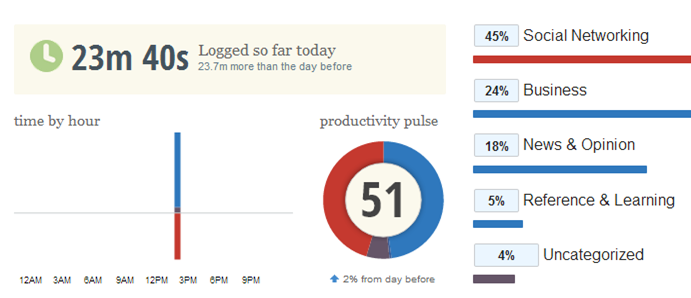 23m 40s
Logged so far today
23.7m more than the day before
time by hour
12AM 3AM 6AM 9AM 12PM 3PM 6PM 9PM
productivity pulse
51
2% from day before
45% Social Networking
24% Business
18% News & Opinion
5% Reference & Learning
4% Uncategorized